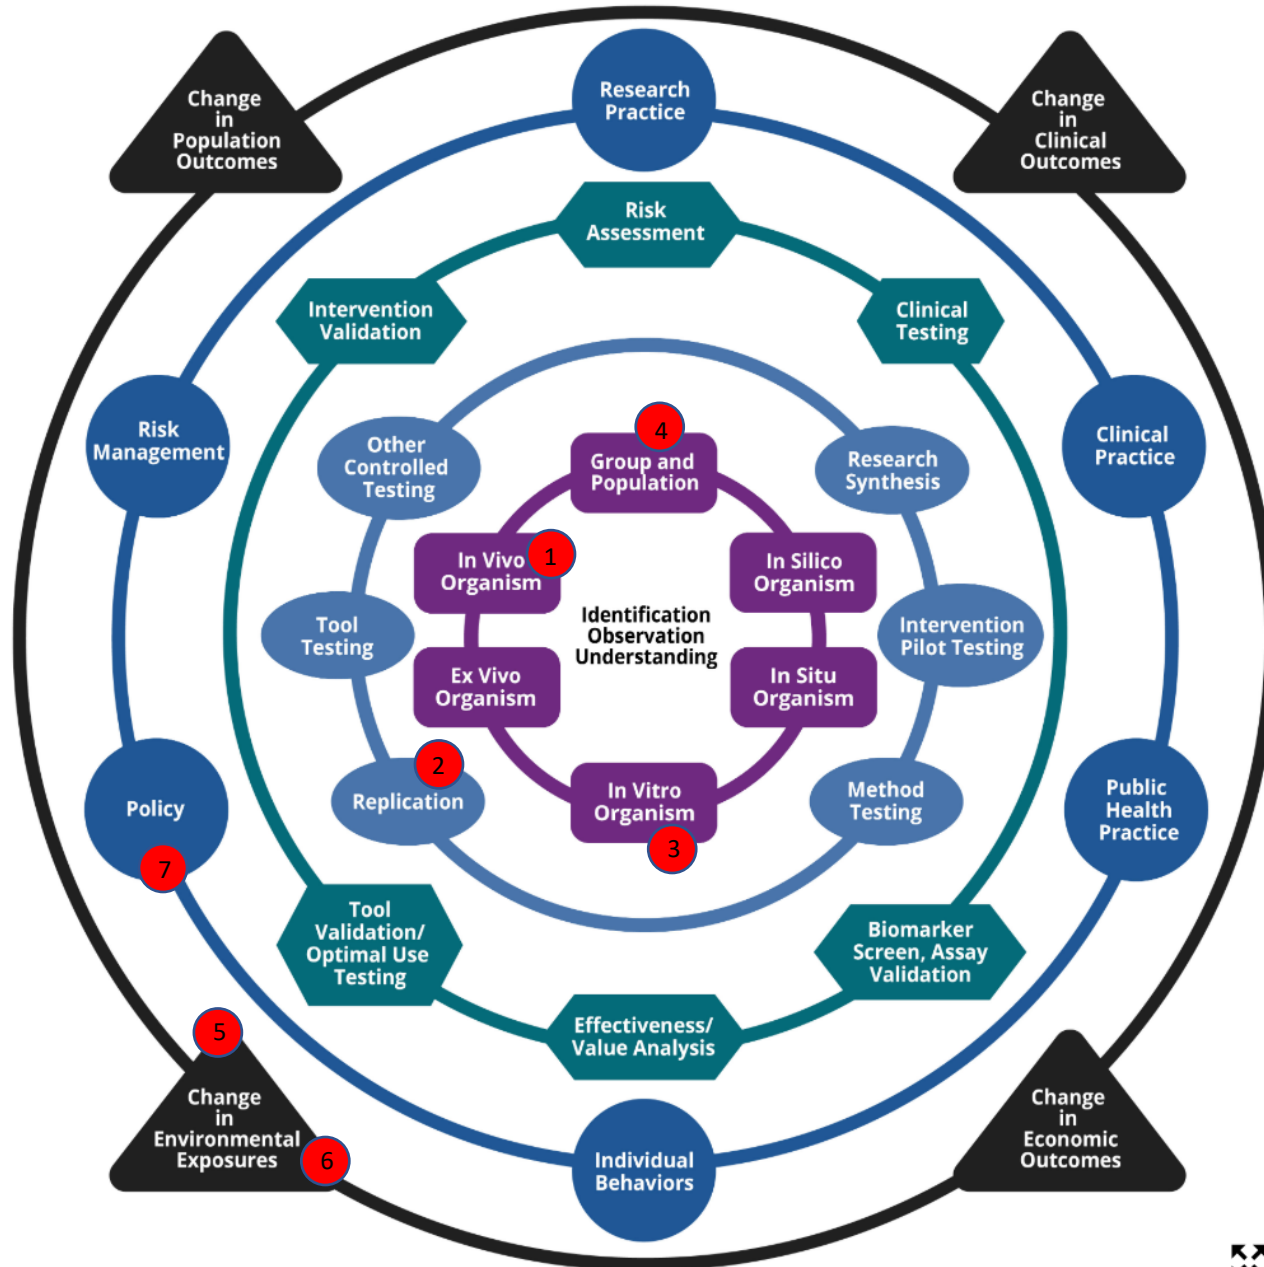 Change
in
Population
Outcomes
Research
Practice
Change
in
Clinical
Outcomes
Risk
Assessment
Intervention
Validation
Clinical
Testing
Risk
Management
Other
Controlled
Testing
4
Group and
Population
Research
Synthesis
Clinical
Practice
In Vivo
Organism
1
In Silico
Organism
Tool
Testing
Identification
Observation
Understanding
Intervention
Pilot Testing
Ex Vivo
Organism
In Situ
Organism
2
Replication
In Vitro
Organism
3
Method
Testing
Policy
7
Public
Health
Practice
Tool
Validation/
Optimal Use
Testing
Biomarker
Screen, Assay
Validation
Effectiveness/
Value Analysis
5
Change
in
Environmental
Exposures
6
Individual
Behaviors
Change
in
Economic
Outcomes